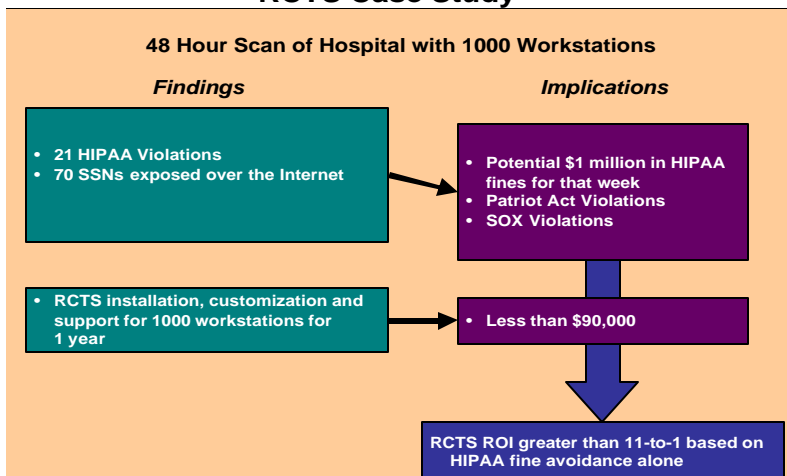 RCTS Case Study
48 Hour Scan of Hospital with 1000 Workstations
Findings
Implications
• 21 HIPAA Violations
• 70 SSNs exposed over the Internet
• Potential $1 million in HIPAA
fines for that week
• Patriot Act Violations
• SOX Violations
• RCTS installation, customization and
support for 1000 workstations for
1 year
• Less than $90,000
RCTS ROI greater than 11-to-1 based on
HIPAA fine avoidance alone